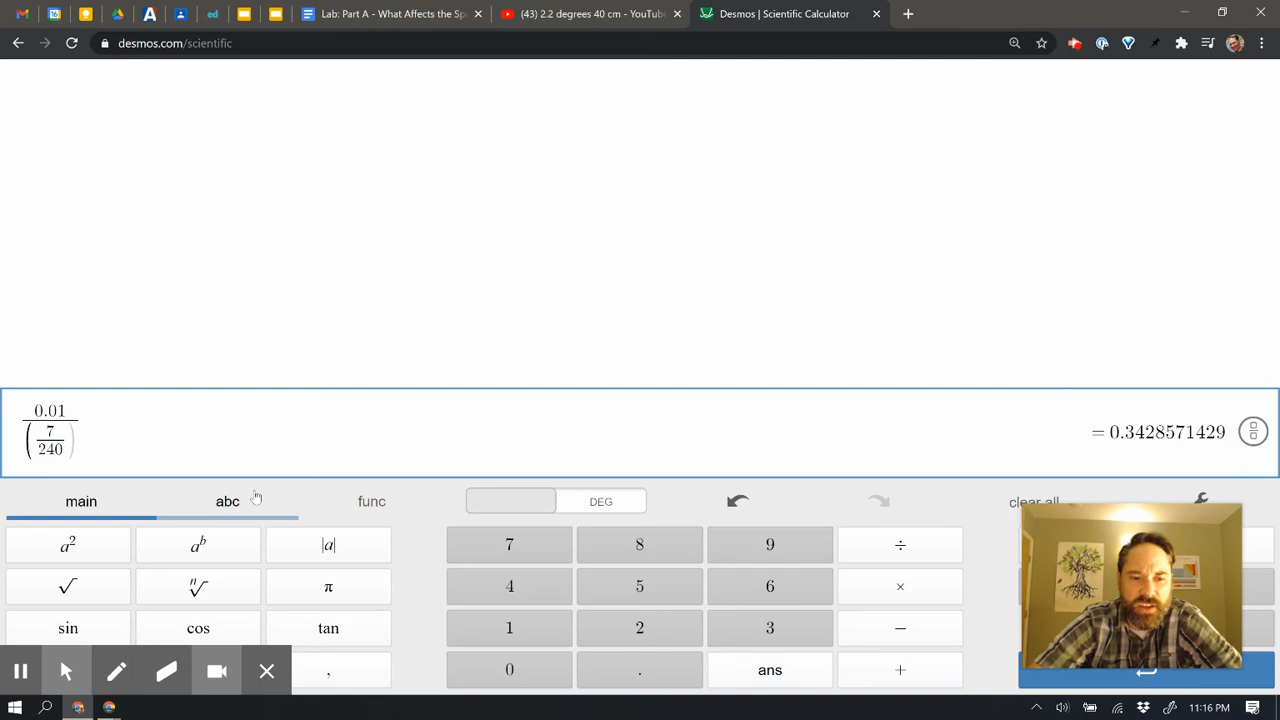 Lab: Part A - What Affects the Sp
(43) 2.2 degrees 40 cm - YouTube
Desmos | Scientific Calculator
desmos.com/scientific
0.01
7
240
= 0.3428571429
main
abc
func
DEG
clear all
a²
aᵇ
|a|
7
8
9
÷
√
ⁿ√
π
4
5
6
×
sin
cos
tan
1
2
3
−
,
0
.
ans
+
11:16 PM